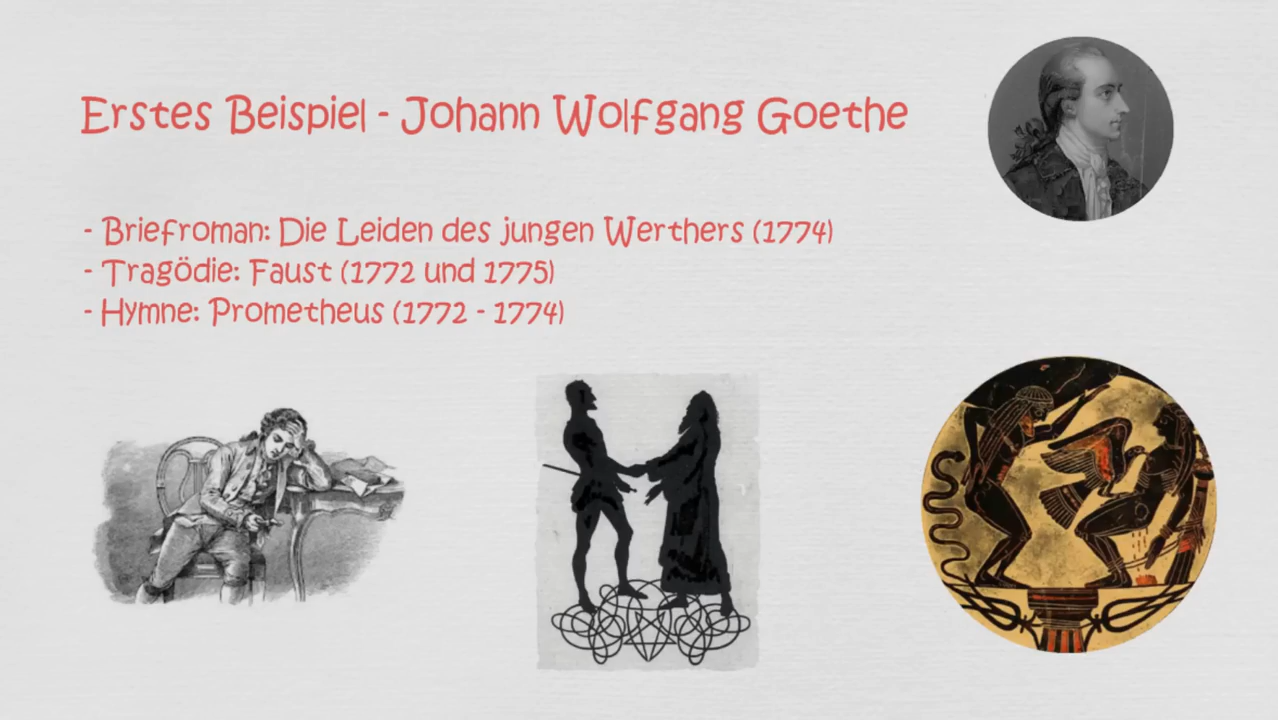 Erstes Beispiel - Johann Wolfgang Goethe
- Briefroman: Die Leiden des jungen Werthers (1774)
- Tragödie: Faust (1772 und 1775)
- Hymne: Prometheus (1772 - 1774)